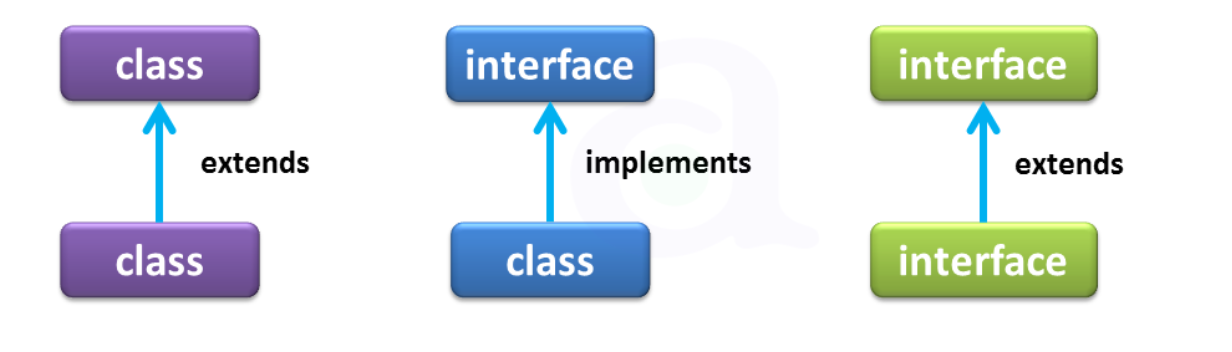 class interface interface
extends implements extends
class class interface